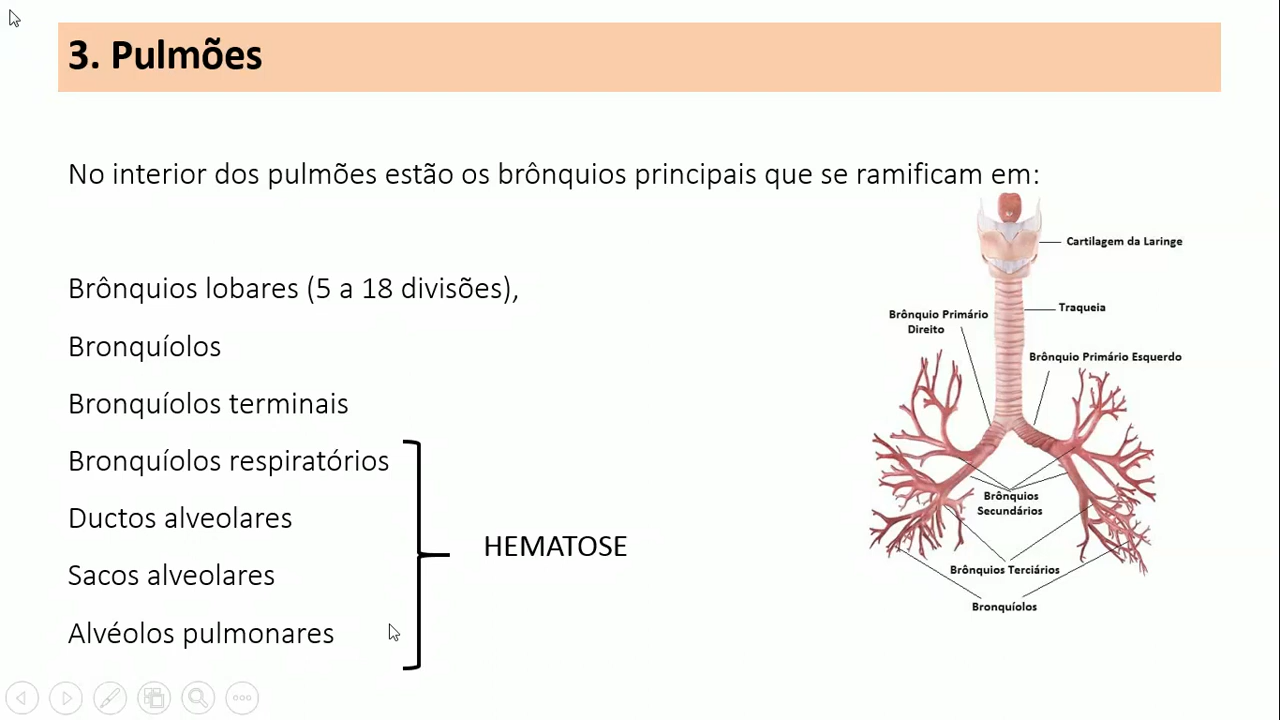 3. Pulmões
No interior dos pulmões estão os brônquios principais que se ramificam em:
Brônquios lobares (5 a 18 divisões),
Bronquíolos
Bronquíolos terminais
Bronquíolos respiratórios
Ductos alveolares
Sacos alveolares
Alvéolos pulmonares
HEMATOSE
Cartilagem da Laringe
Traqueia
Brônquio Primário
Direito
Brônquio Primário Esquerdo
Brônquios
Secundários
Brônquios Terciários
Bronquíolos